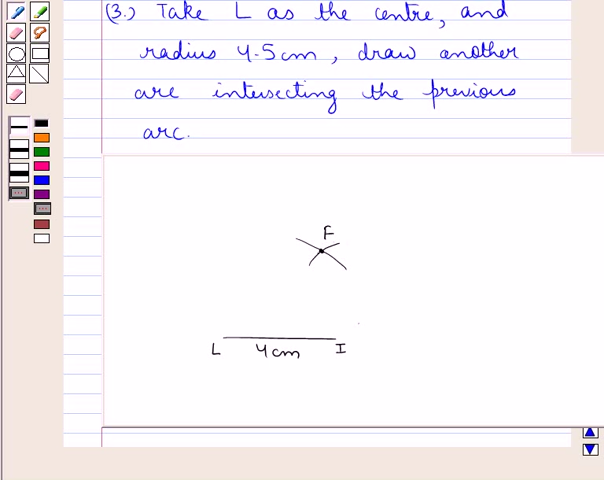 (3.) Take L as the centre, and
radius 4.5cm, draw another
arc intersecting the previous
arc.
F
L 4cm I